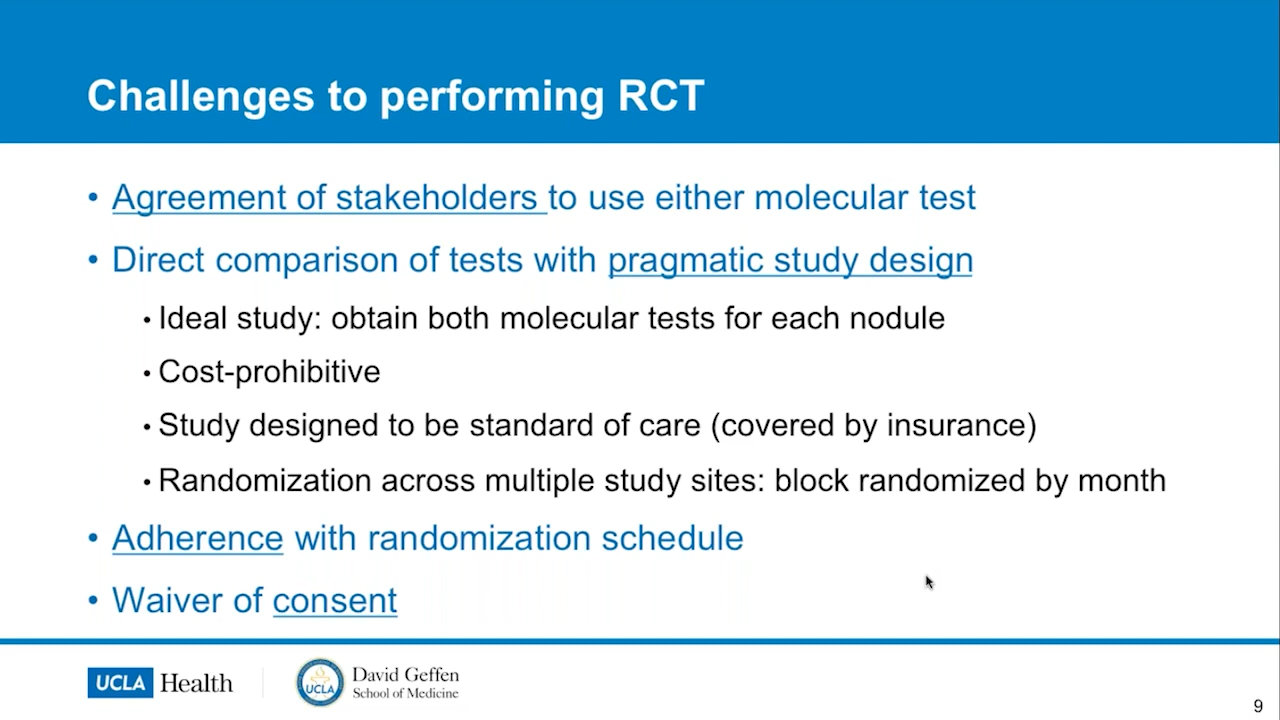 Challenges to performing RCT
• Agreement of stakeholders to use either molecular test
• Direct comparison of tests with pragmatic study design
• Ideal study: obtain both molecular tests for each nodule
• Cost-prohibitive
• Study designed to be standard of care (covered by insurance)
• Randomization across multiple study sites: block randomized by month
• Adherence with randomization schedule
• Waiver of consent
UCLA Health
UCLA
David Geffen
School of Medicine
9